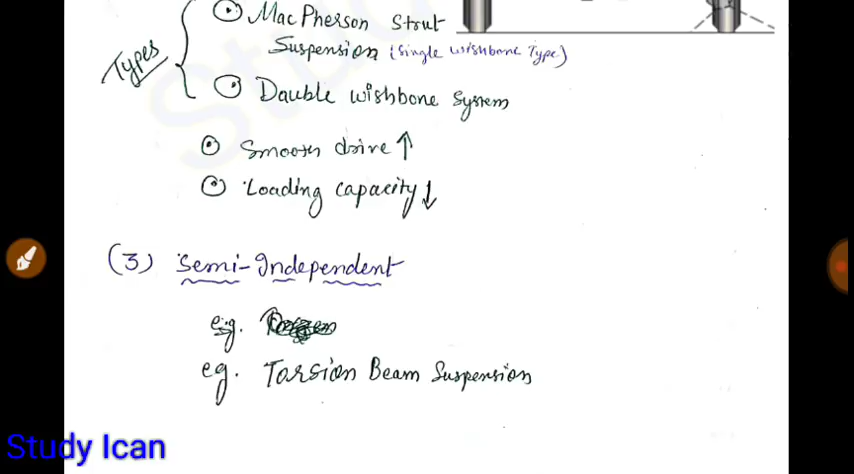 Types
⊙ MacPherson Strut
Suspension (Single wishbone Type)
⊙ Dauble wishbone System
⊙ Smooth drive ↑
⊙ Loading capacity ↓
(3) Semi-Independent
eg.
eg. Torsion Beam Suspension
Study Ican